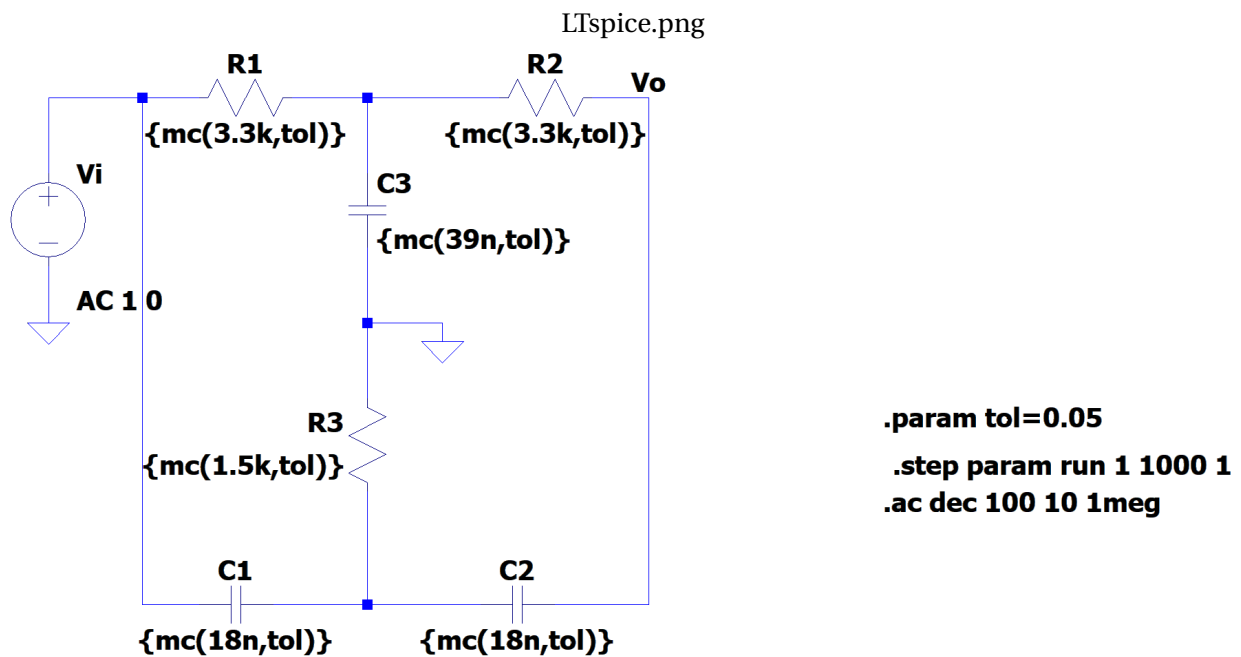 LTspice.png
R1
R2
Vo
{mc(3.3k,tol)}
{mc(3.3k,tol)}
Vi
C3
{mc(39n,tol)}
AC 1 0
R3
{mc(1.5k,tol)}
.param tol=0.05
.step param run 1 1000 1
.ac dec 100 10 1meg
C1
C2
{mc(18n,tol)}
{mc(18n,tol)}